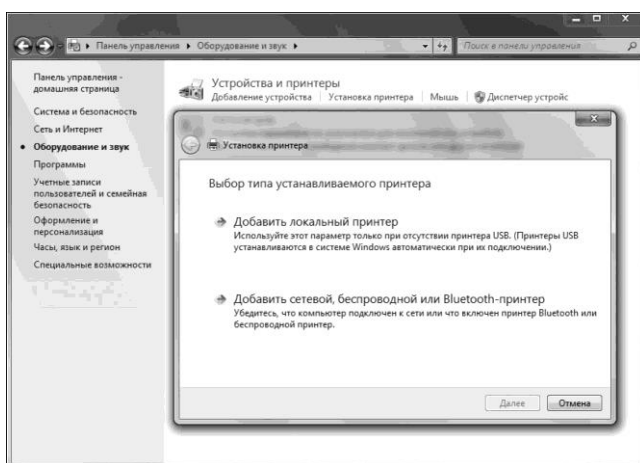 Панель управления ▸ Оборудование и звук ▸
Поиск в панели управления
Панель управления -
домашняя страница
Система и безопасность
Сеть и Интернет
Оборудование и звук
Программы
Учетные записи
пользователей и семейная
безопасность
Оформление и
персонализация
Часы, язык и регион
Специальные возможности
Устройства и принтеры
Добавление устройства | Установка принтера | Мышь | Диспетчер устройс
Установка принтера
Выбор типа устанавливаемого принтера
Добавить локальный принтер
Используйте этот параметр только при отсутствии принтера USB. (Принтеры USB
устанавливаются в системе Windows автоматически при их подключении.)
Добавить сетевой, беспроводной или Bluetooth-принтер
Убедитесь, что компьютер подключен к сети или что включен принтер Bluetooth или
беспроводной принтер.
Далее
Отмена